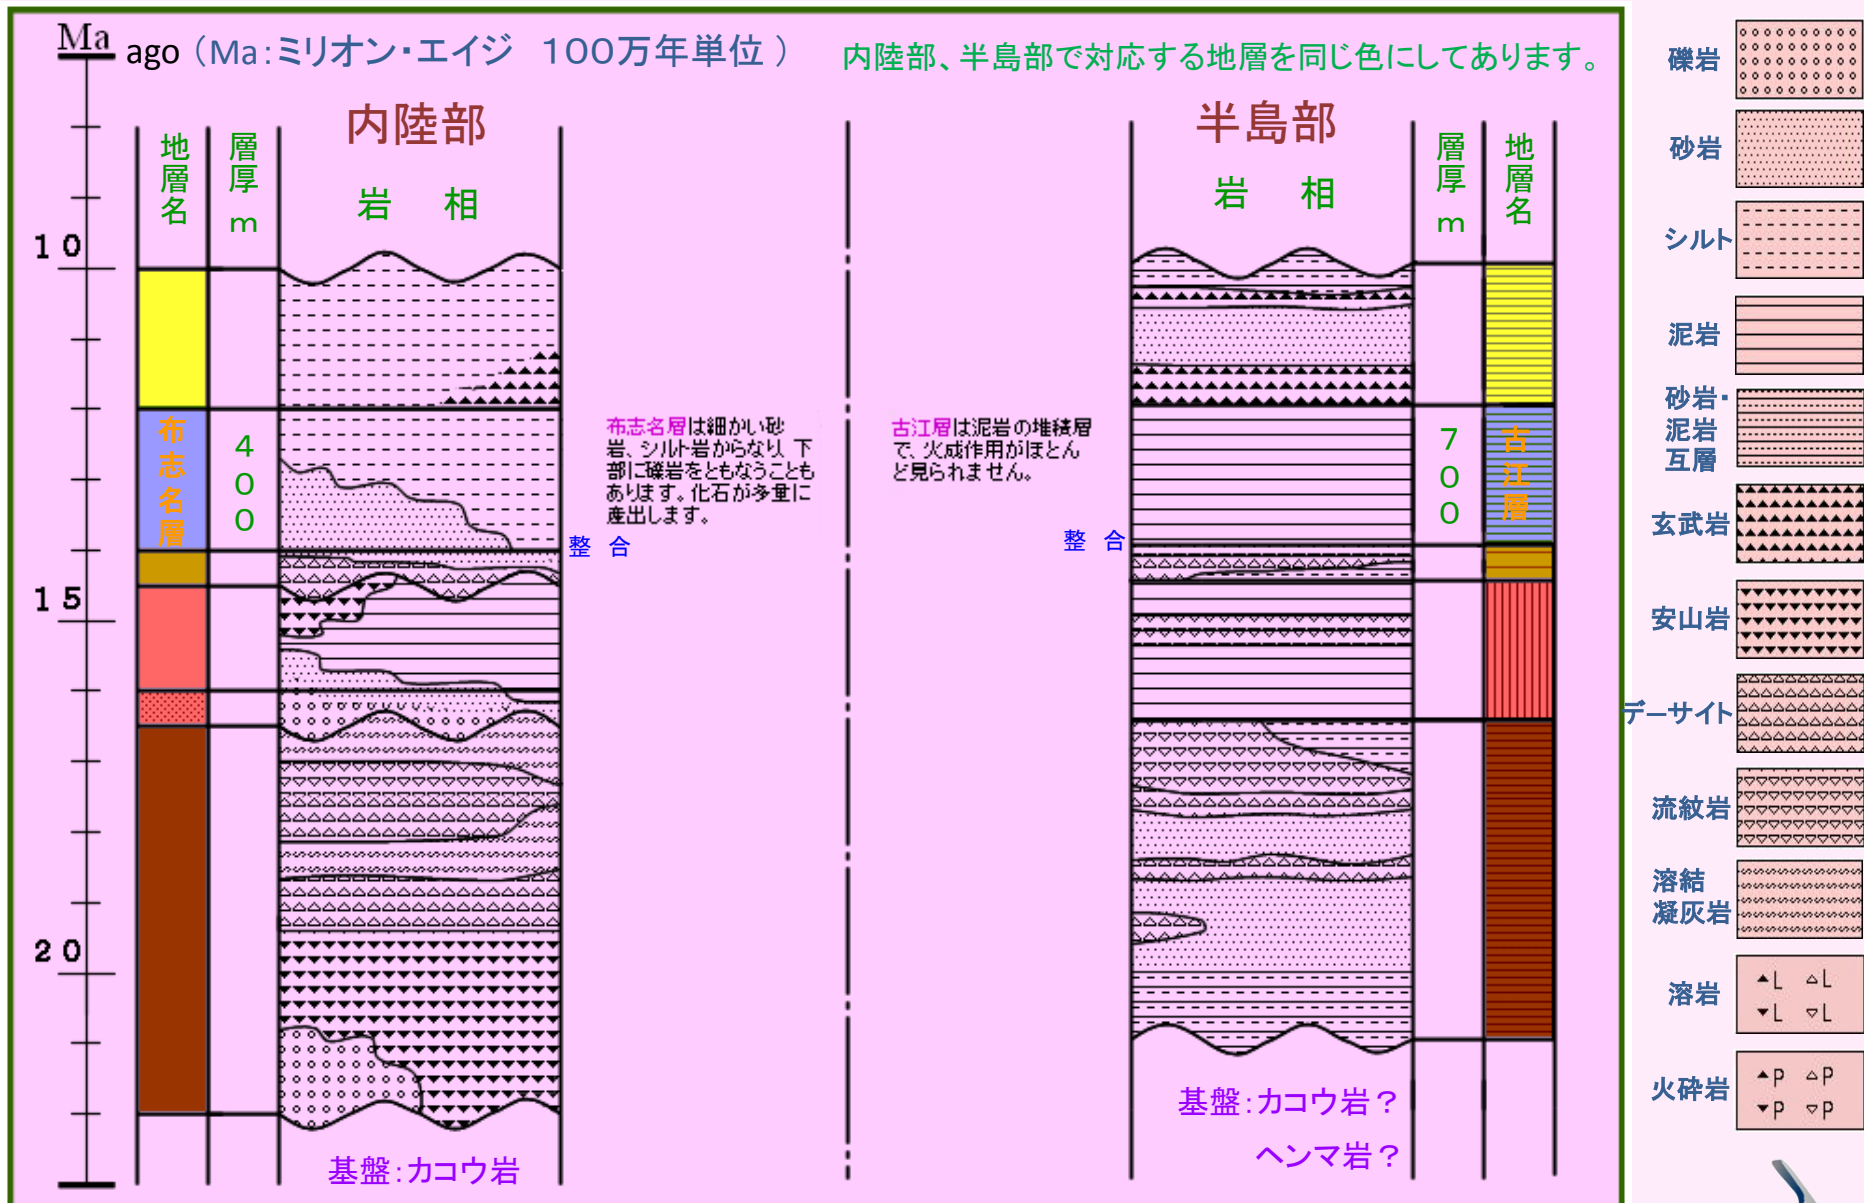 Ma ago（Ma：ミリオン・エイジ　100万年単位 ）
内陸部、半島部で対応する地層を同じ色にしてあります。
内陸部
地層名
層厚m
岩　相
半島部
岩　相
層厚m
地層名
10
15
20
布志名層
400
布志名層は細かい砂
岩、シルト岩からなり、下
部に礫岩をともなうことも
あります。化石が多量に
産出します。
整 合
古江層は泥岩の堆積層
で、火成作用がほとん
ど見られません。
整 合
700
古江層
基盤：カコウ岩
基盤：カコウ岩？
ヘンマ岩？
礫岩
砂岩
シルト
泥岩
砂岩・
泥岩
互層
玄武岩
安山岩
デーサイト
流紋岩
溶結
凝灰岩
溶岩
▲L △L
▼L ▽L
火砕岩
▲P △P
▼P ▽P